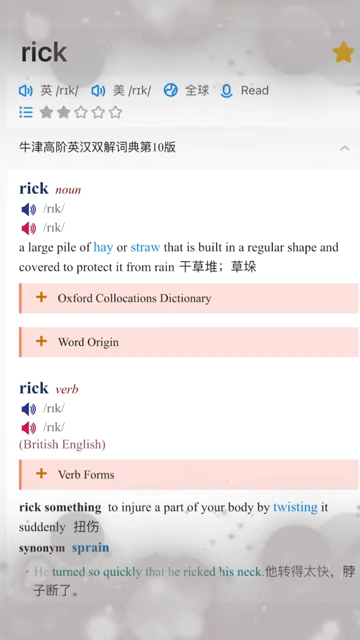 rick
英 /rɪk/ 美 /rɪk/ 全球 Read
牛津高阶英汉双解词典第10版
rick noun
/rɪk/
/rɪk/
a large pile of hay or straw that is built in a regular shape and
covered to protect it from rain 干草堆；草垛
+ Oxford Collocations Dictionary
+ Word Origin
rick verb
/rɪk/
/rɪk/
(British English)
+ Verb Forms
rick something to injure a part of your body by twisting it
suddenly 扭伤
synonym sprain
• He turned so quickly that he ricked his neck.他转得太快，脖
子断了。